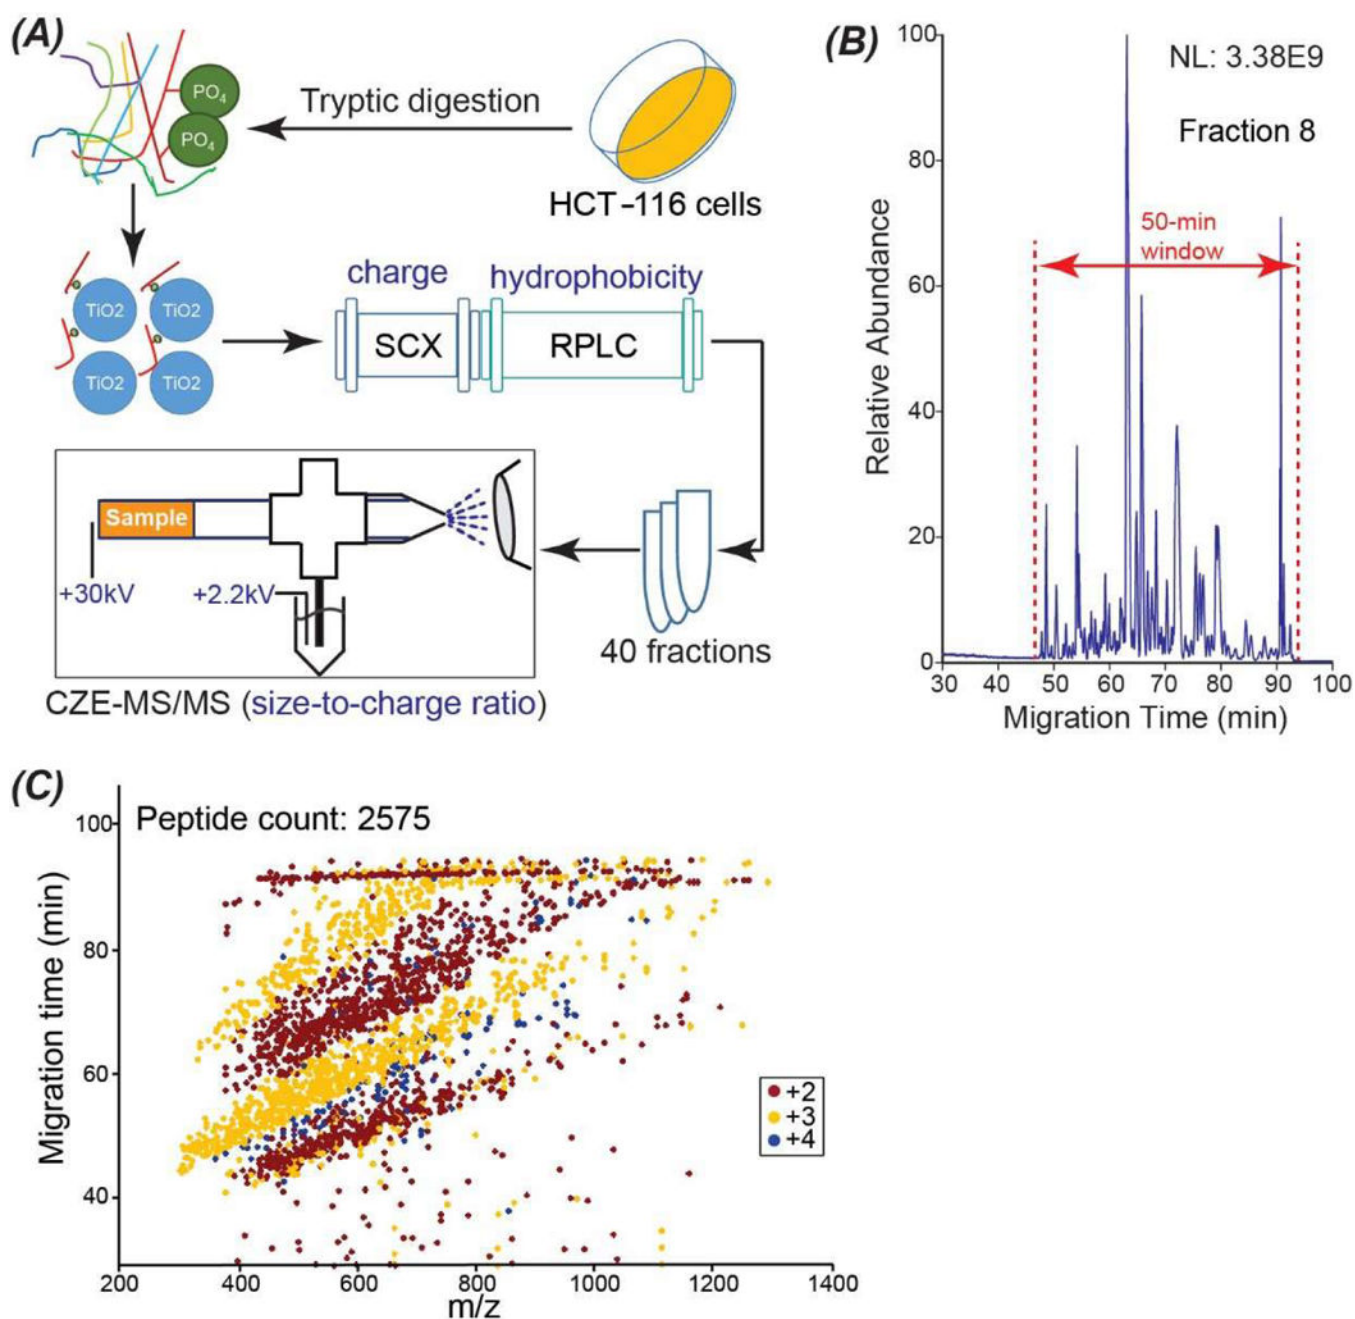 (A)
PO4
PO4
Tryptic digestion
HCT-116 cells
TiO2
TiO2
TiO2
TiO2
charge
hydrophobicity
SCX
RPLC
Sample
+30kV
+2.2kV
40 fractions
CZE-MS/MS (size-to-charge ratio)
(B)
NL: 3.38E9
Fraction 8
50-min
window
Relative Abundance
100
80
60
40
20
0
30 40 50 60 70 80 90 100
Migration Time (min)
(C)
Peptide count: 2575
Migration time (min)
100
80
60
40
+2
+3
+4
200 400 600 800 1000 1200 1400
m/z